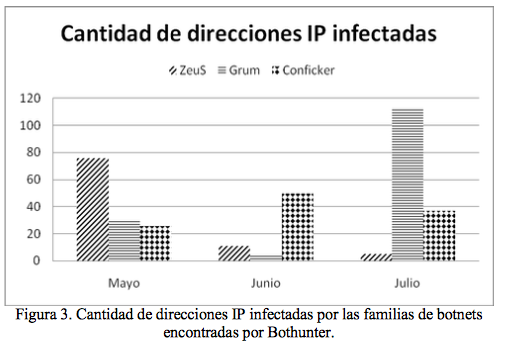 Cantidad de direcciones IP infectadas
ZeuS Grum Conficker
120
100
80
60
40
20
0
Mayo Junio Julio
Figura 3. Cantidad de direcciones IP infectadas por las familias de botnets
encontradas por Bothunter.